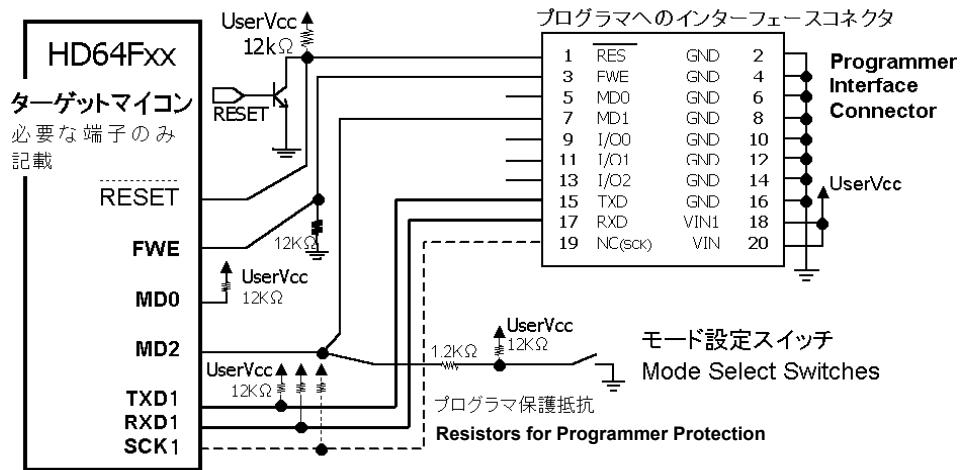 プログラマへのインターフェースコネクタ
UserVcc
12kΩ
HD64Fxx
ターゲットマイコン
必要な端子のみ
記載
RESET
1 RES GND 2
3 FWE GND 4
5 MD0 GND 6
7 MD1 GND 8
9 I/O0 GND 10
11 I/O1 GND 12
13 I/O2 GND 14
15 TXD GND 16
17 RXD VIN1 18
19 NC(SCK) VIN 20
Programmer
Interface
Connector
UserVcc
RESET
FWE
12KΩ
UserVcc
MD0
12KΩ
MD2
UserVcc
12KΩ
1.2KΩ
UserVcc
12KΩ
モード設定スイッチ
Mode Select Switches
TXD1
RXD1
SCK1
プログラマ保護抵抗
Resistors for Programmer Protection